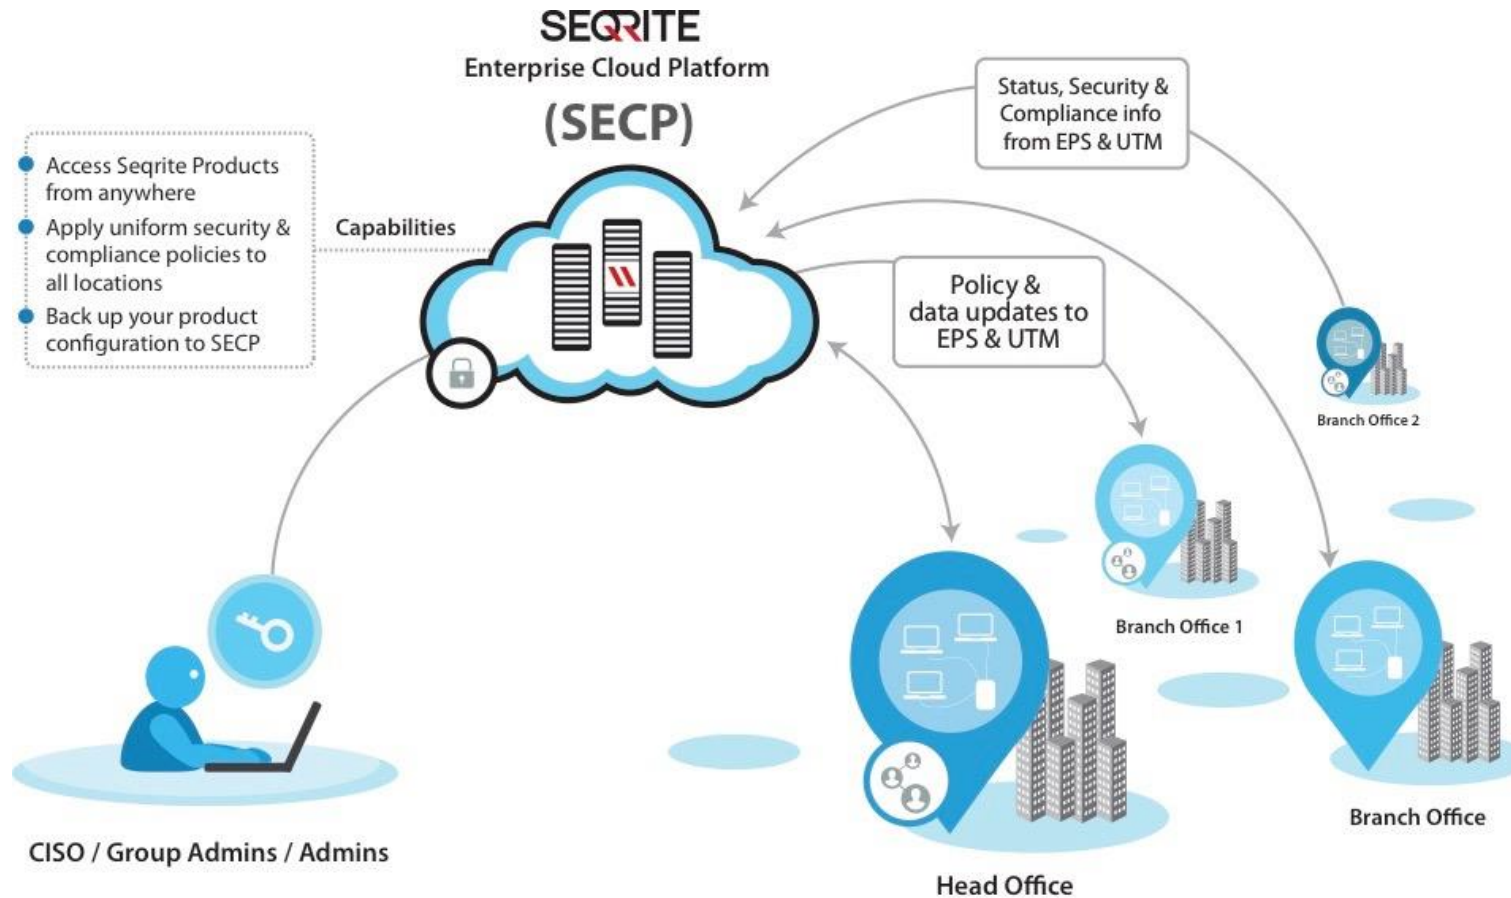 SEQRITE
Enterprise Cloud Platform
(SECP)
Status, Security &
Compliance info
from EPS & UTM
Access Seqrite Products
from anywhere
Apply uniform security &
compliance policies to
all locations
Back up your product
configuration to SECP
Capabilities
Policy &
data updates to
EPS & UTM
Branch Office 2
Branch Office 1
Branch Office
CISO / Group Admins / Admins
Head Office